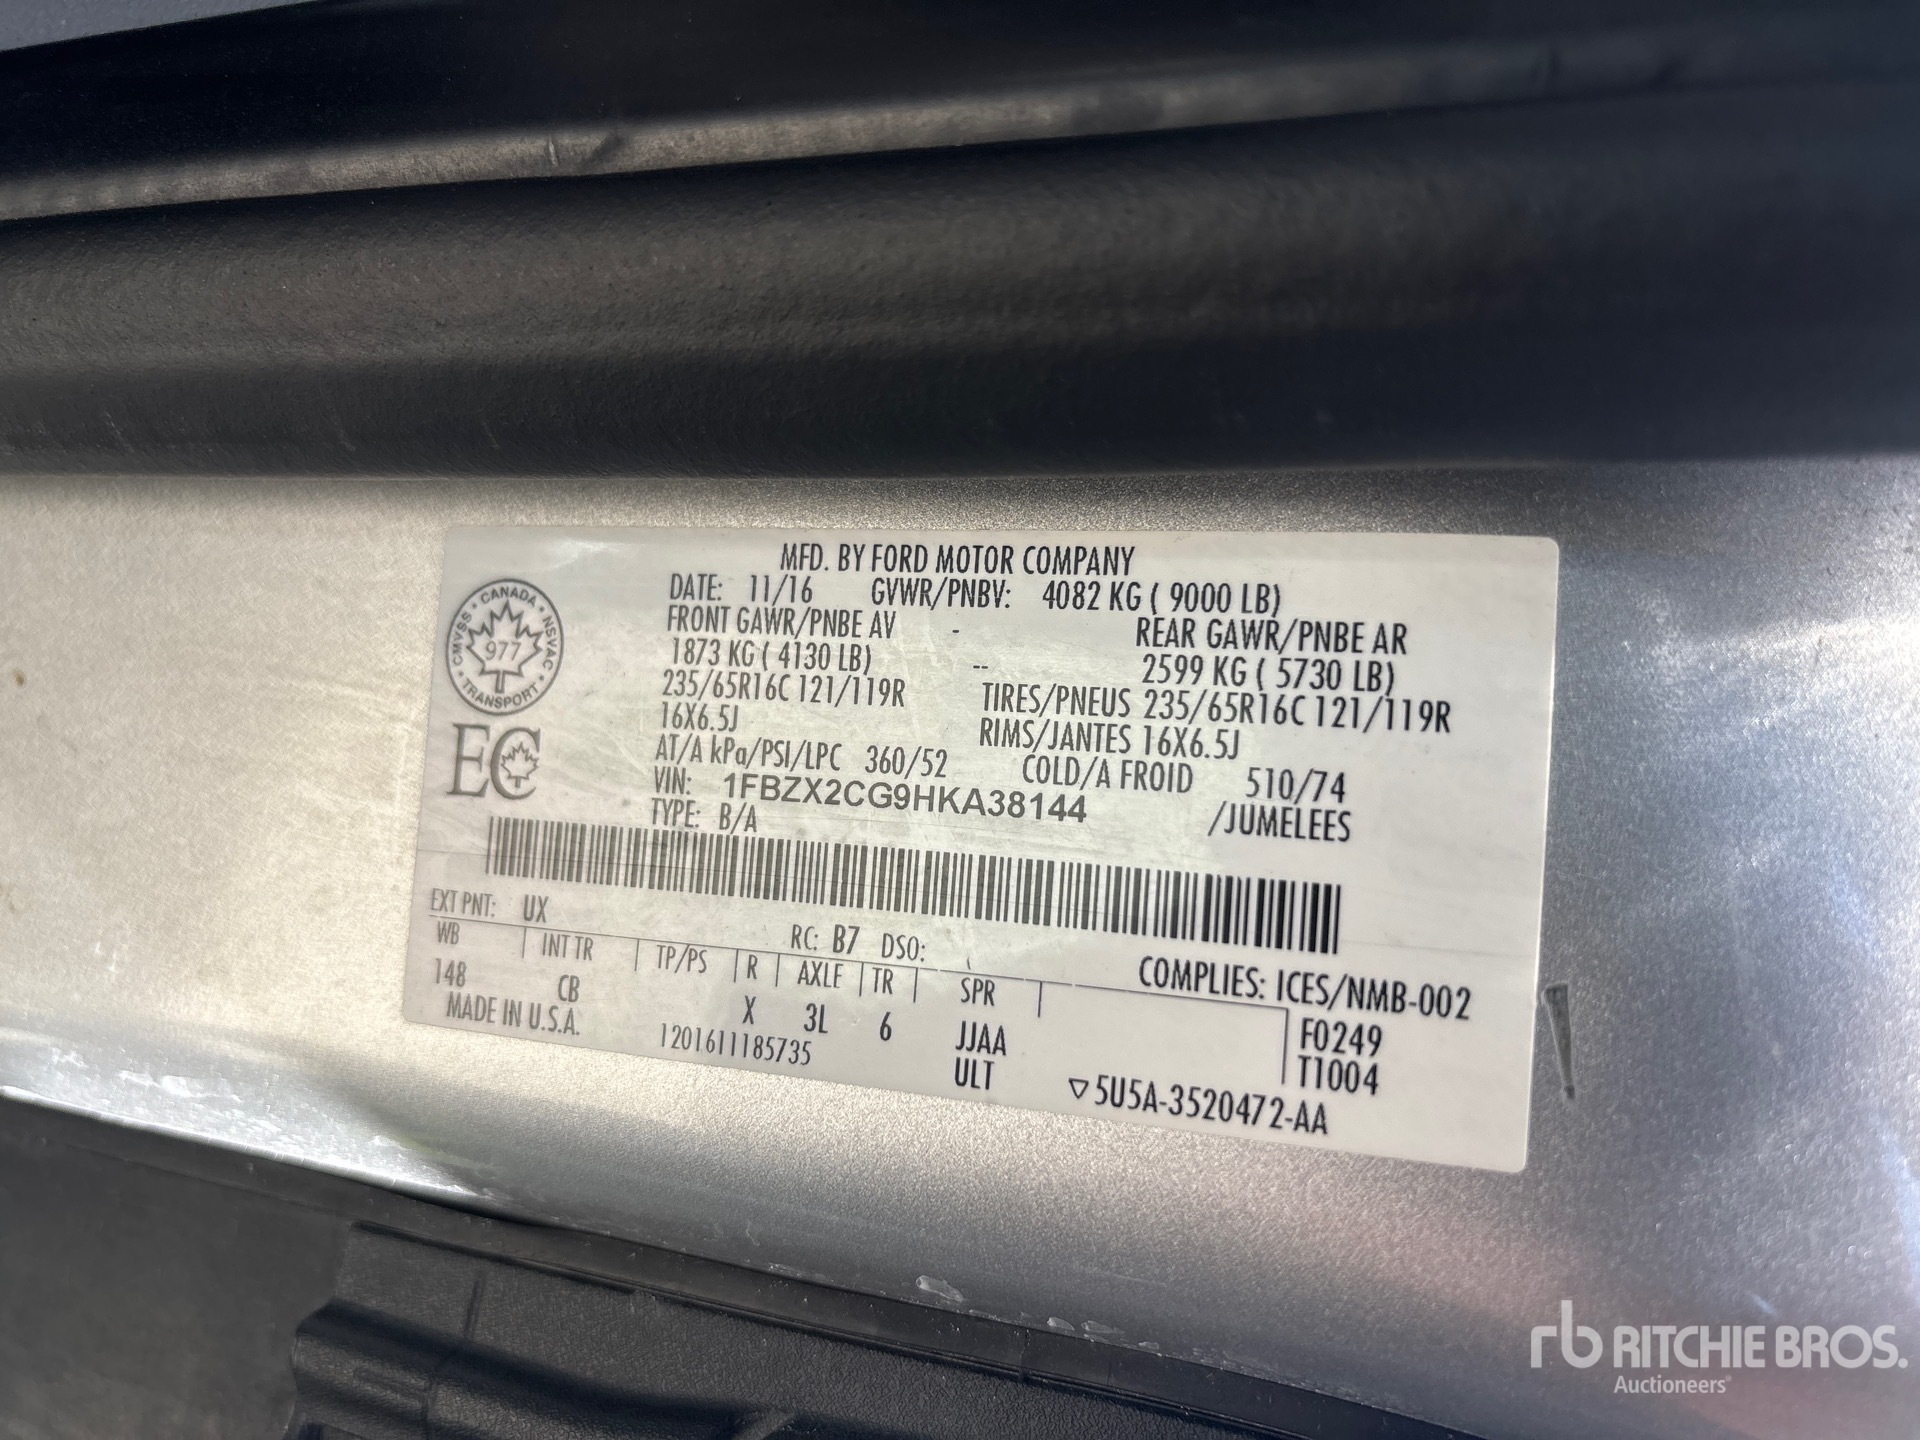 MFD. BY FORD MOTOR COMPANY
DATE: 11/16 GVWR/PNBV: 4082 KG ( 9000 LB)
FRONT GAWR/PNBE AV - REAR GAWR/PNBE AR
1873 KG ( 4130 LB) -- 2599 KG ( 5730 LB)
235/65R16C 121/119R TIRES/PNEUS 235/65R16C 121/119R
16X6.5J RIMS/JANTES 16X6.5J
AT/A kPa/PSI/LPC 360/52 COLD/A FROID 510/74
VIN: 1FBZX2CG9HKA38144 /JUMELEES
TYPE: B/A
CANADA
CMVSS 977 NSVAC
TRANSPORT
EC
EXT PNT: UX RC: B7 DSO:
WB INT TR TP/PS R AXLE TR SPR COMPLIES: ICES/NMB-002
148 CB X 3L 6 JJAA F0249
MADE IN U.S.A. 1201611185735 ULT T1004
▽5U5A-3520472-AA
rb RITCHIE BROS.
Auctioneers